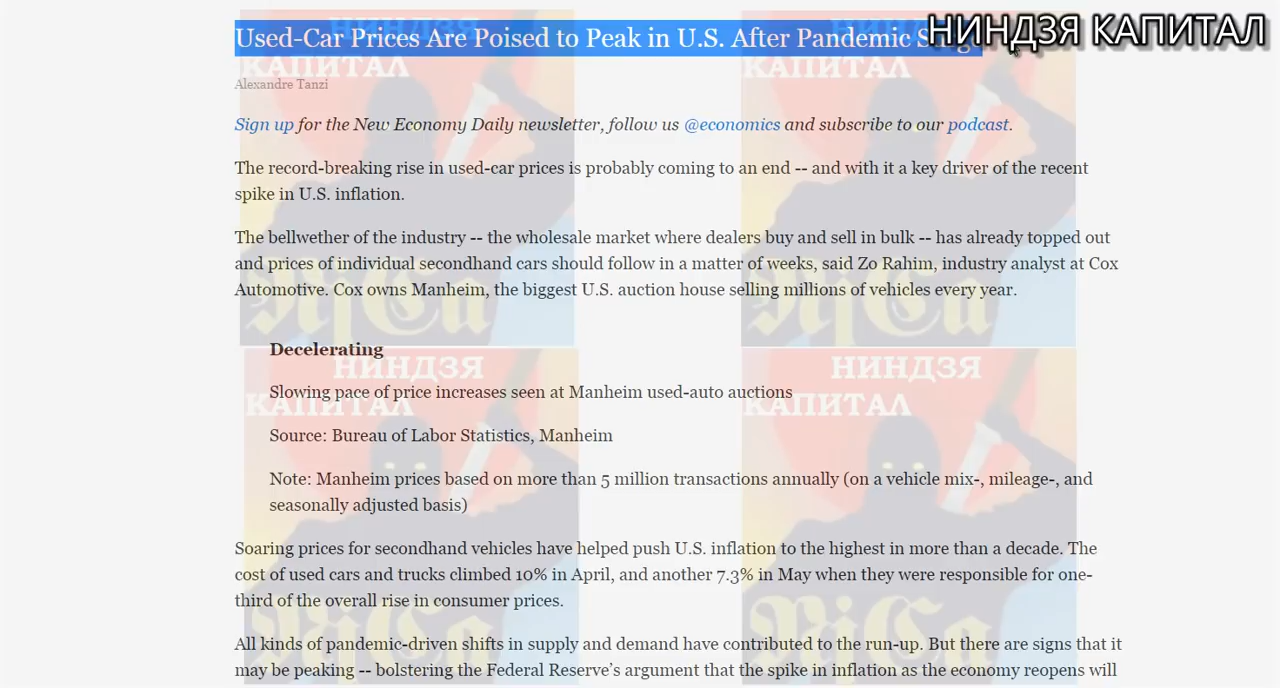 НИНДЗЯ КАПИТАЛ
Used-Car Prices Are Poised to Peak in U.S. After Pandemic
Alexandre Tanzi
Sign up for the New Economy Daily newsletter, follow us @economics and subscribe to our podcast.
The record-breaking rise in used-car prices is probably coming to an end -- and with it a key driver of the recent
spike in U.S. inflation.
The bellwether of the industry -- the wholesale market where dealers buy and sell in bulk -- has already topped out
and prices of individual secondhand cars should follow in a matter of weeks, said Zo Rahim, industry analyst at Cox
Automotive. Cox owns Manheim, the biggest U.S. auction house selling millions of vehicles every year.
Decelerating
Slowing pace of price increases seen at Manheim used-auto auctions
Source: Bureau of Labor Statistics, Manheim
Note: Manheim prices based on more than 5 million transactions annually (on a vehicle mix-, mileage-, and
seasonally adjusted basis)
Soaring prices for secondhand vehicles have helped push U.S. inflation to the highest in more than a decade. The
cost of used cars and trucks climbed 10% in April, and another 7.3% in May when they were responsible for one-
third of the overall rise in consumer prices.
All kinds of pandemic-driven shifts in supply and demand have contributed to the run-up. But there are signs that it
may be peaking -- bolstering the Federal Reserve’s argument that the spike in inflation as the economy reopens will
КАПИТАЛ
КАПИТАЛ
NiCa
NiCa
НИНДЗЯ
КАПИТАЛ
НИНДЗЯ
КАПИТАЛ
NiCa
NiCa